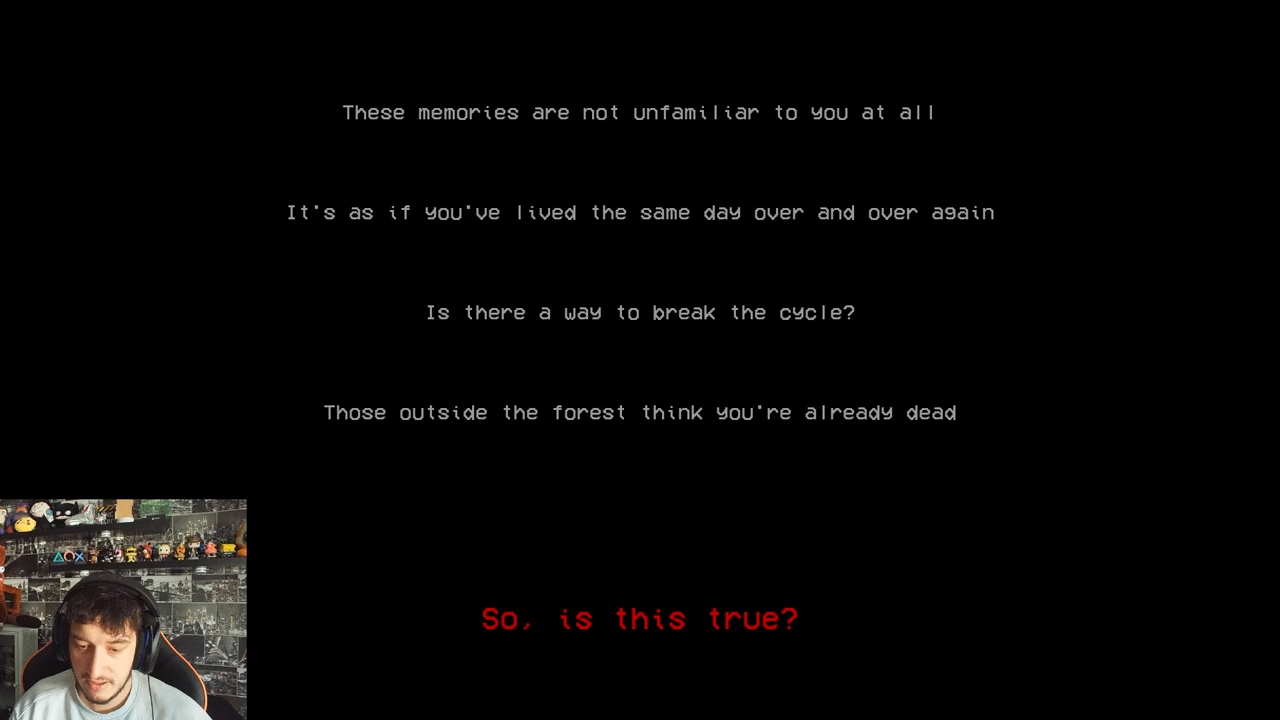 These memories are not unfamiliar to you at all
It's as if you've lived the same day over and over again
Is there a way to break the cycle?
Those outside the forest think you're already dead
So, is this true?